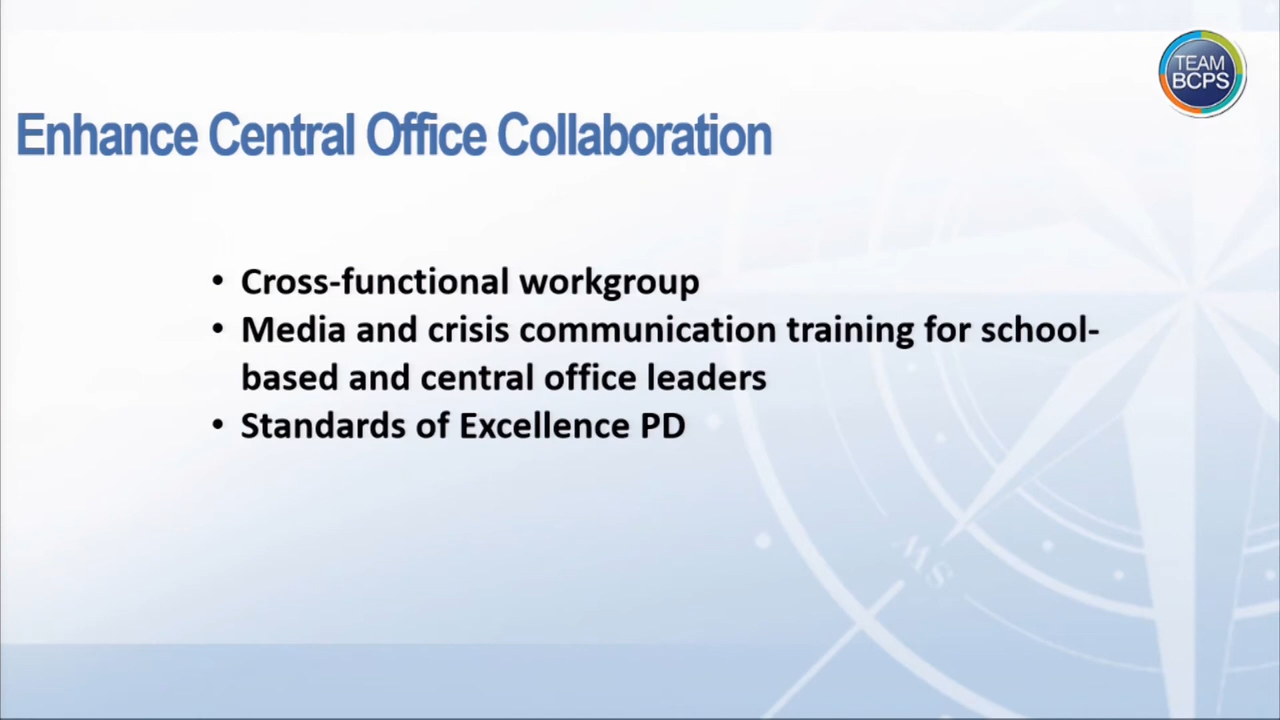 TEAM
BCPS
Enhance Central Office Collaboration
• Cross-functional workgroup
• Media and crisis communication training for school-
based and central office leaders
• Standards of Excellence PD
SW